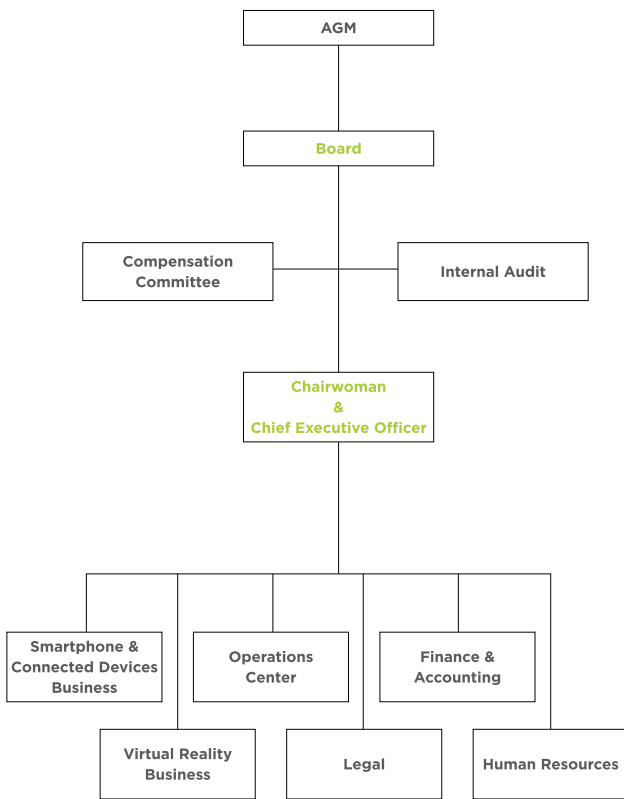 AGM
Board
Compensation
Committee
Internal Audit
Chairwoman
&
Chief Executive Officer
Smartphone &
Connected Devices
Business
Operations
Center
Finance &
Accounting
Virtual Reality
Business
Legal
Human Resources